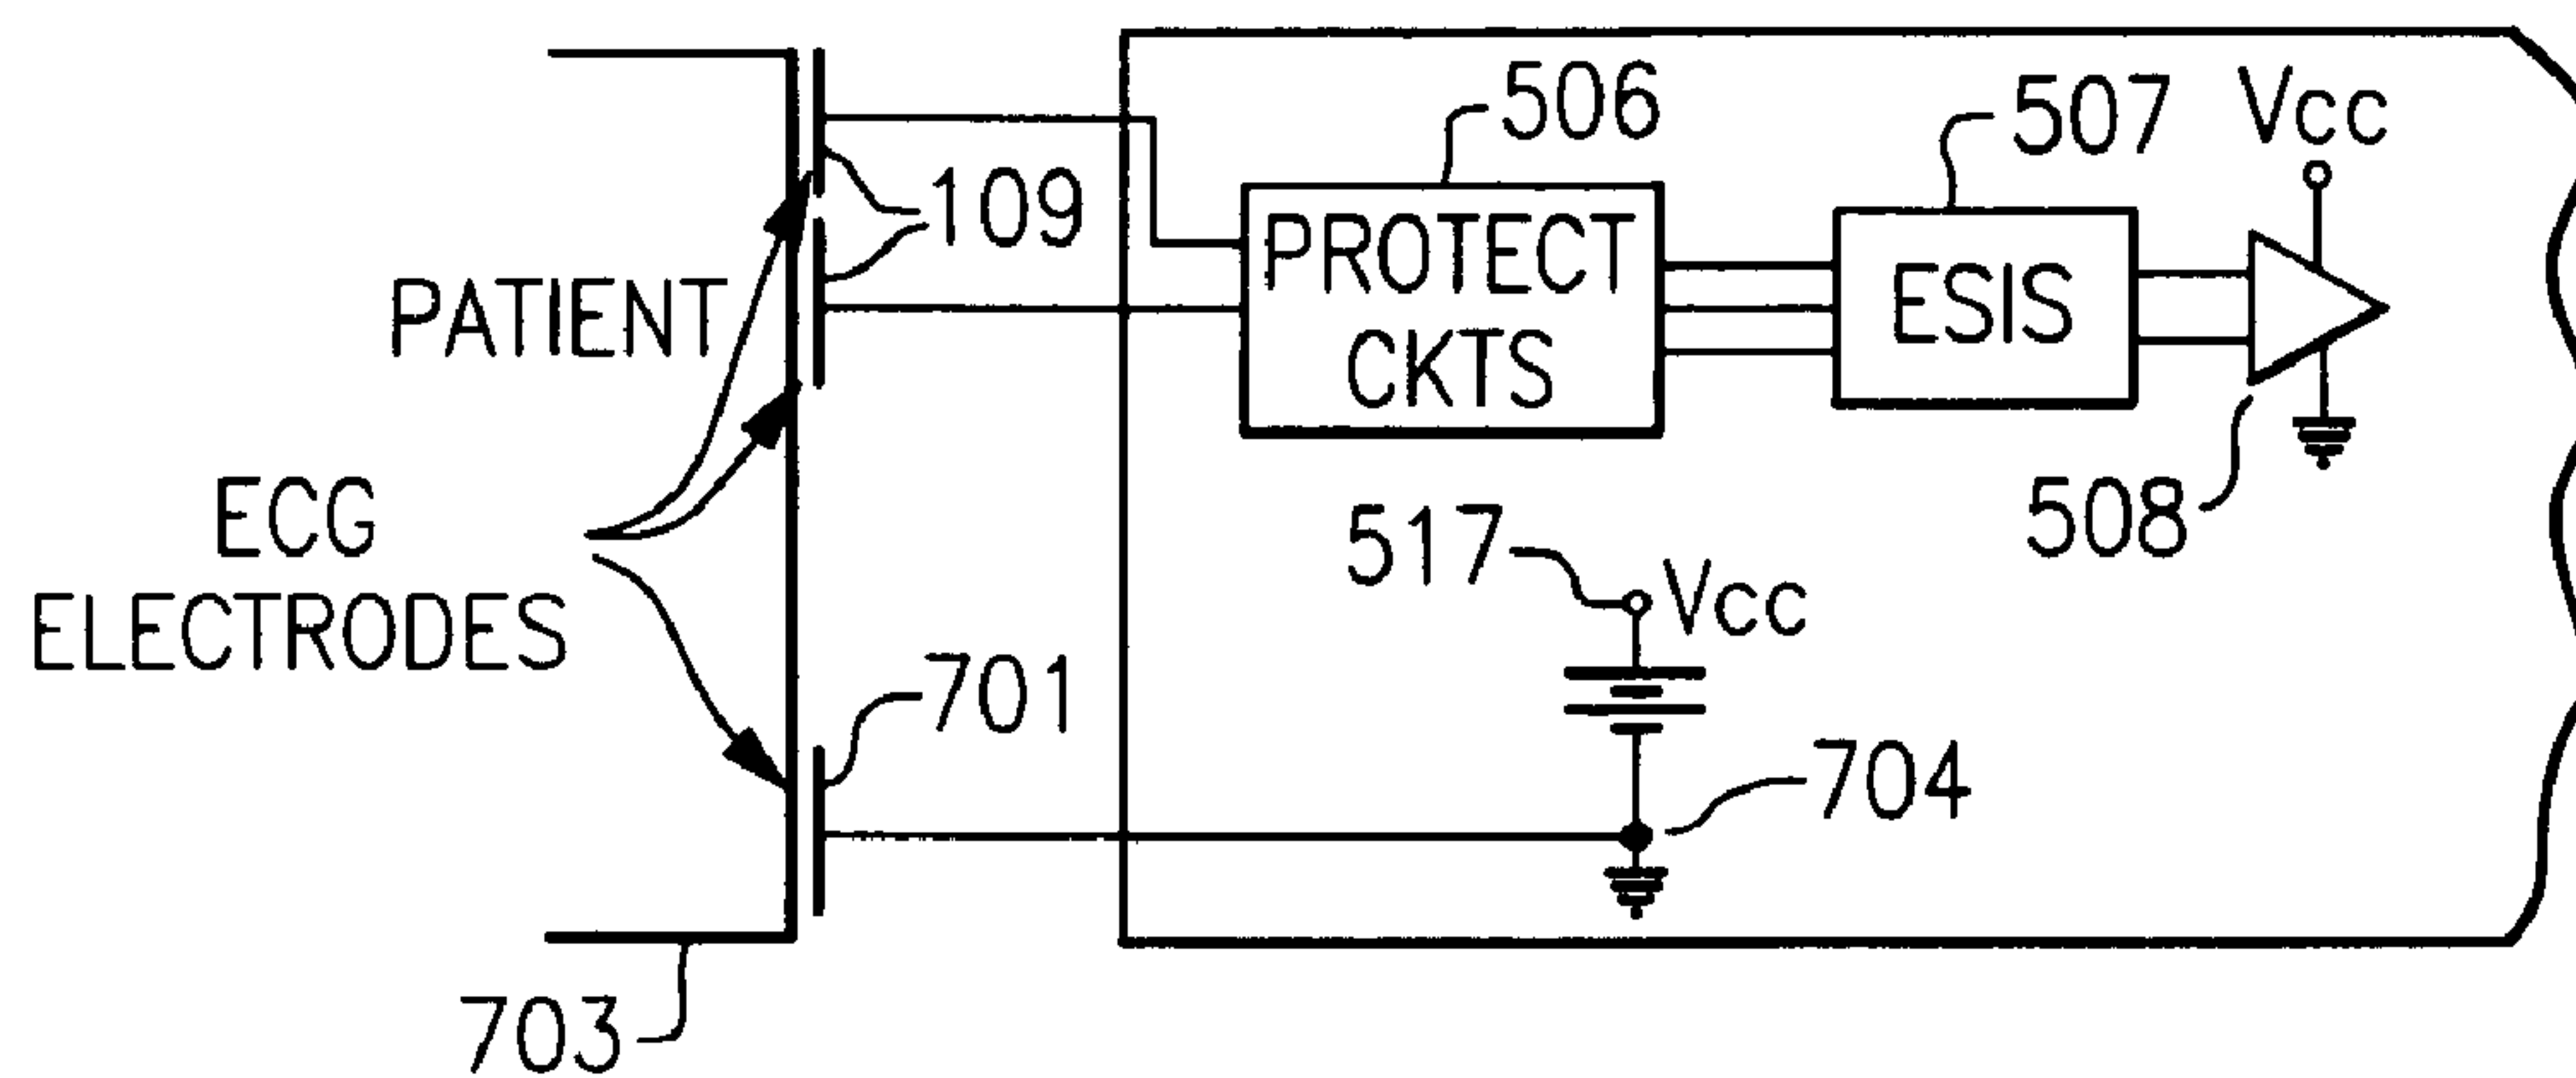 506
507
Vcc
109
PROTECT
CKTS
ESIS
PATIENT
508
ECG
ELECTRODES
517
Vcc
701
704
703